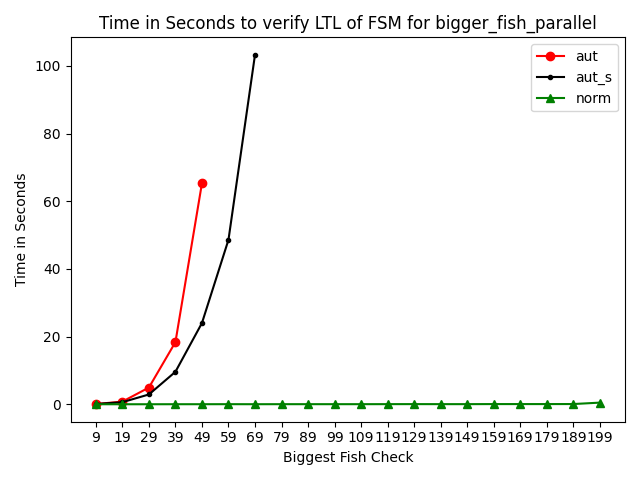 Time in Seconds to verify LTL of FSM for bigger_fish_parallel
aut
aut_s
norm
Time in Seconds
100
80
60
40
20
0
9 19 29 39 49 59 69 79 89 99 109 119 129 139 149 159 169 179 189 199
Biggest Fish Check